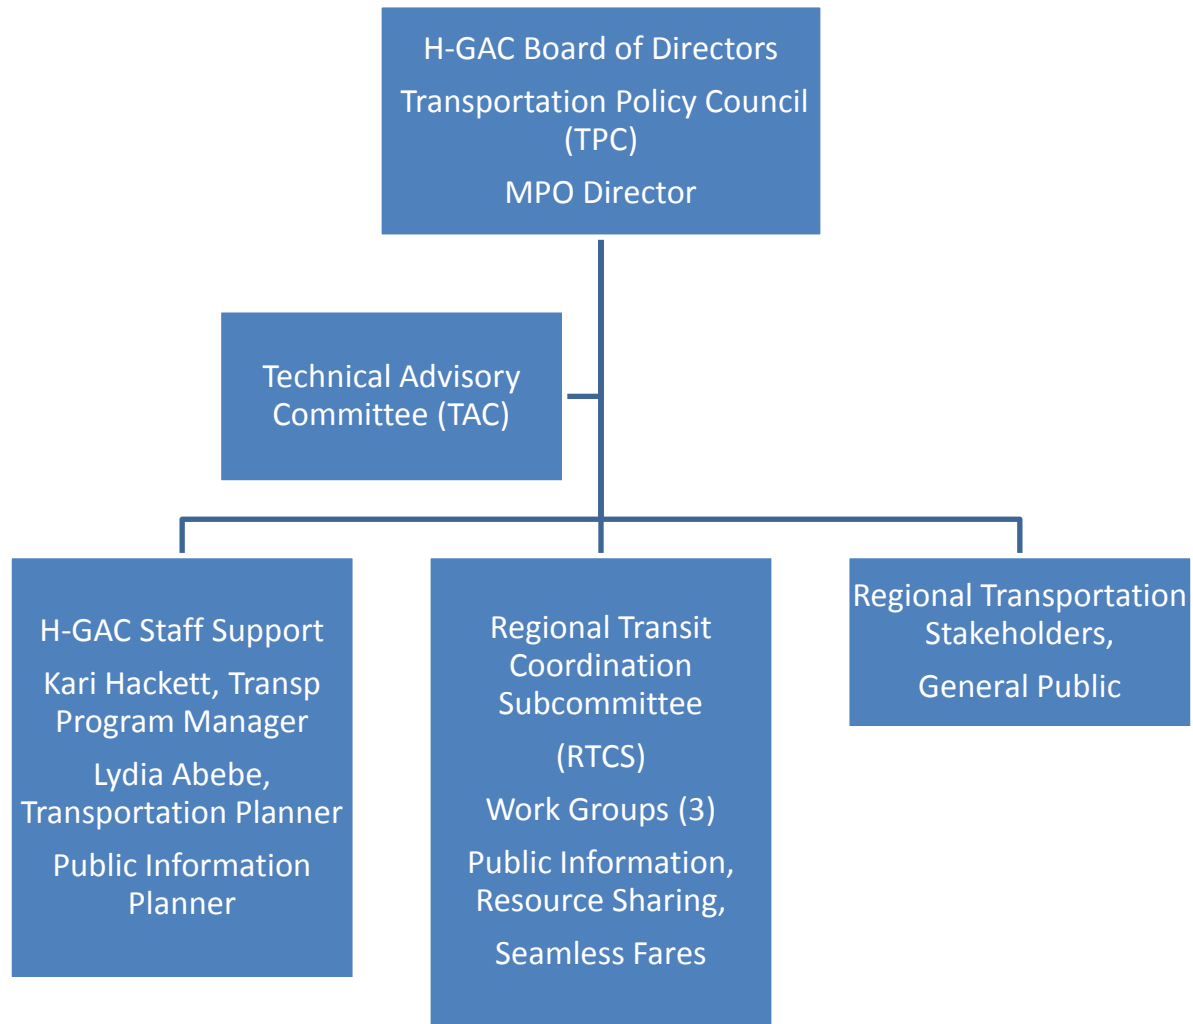 H-GAC Board of Directors
Transportation Policy Council
(TPC)
MPO Director
Technical Advisory
Committee (TAC)
H-GAC Staff Support
Kari Hackett, Transp
Program Manager
Lydia Abebe,
Transportation Planner
Public Information
Planner
Regional Transit
Coordination
Subcommittee
(RTCS)
Work Groups (3)
Public Information,
Resource Sharing,
Seamless Fares
Regional Transportation
Stakeholders,
General Public